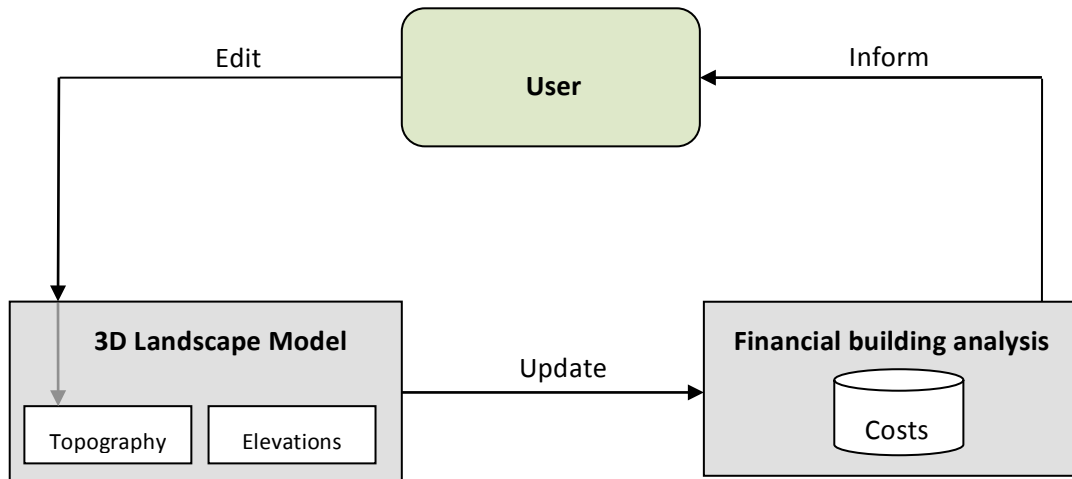 Edit
User
Inform
3D Landscape Model
Topography
Elevations
Update
Financial building analysis
Costs